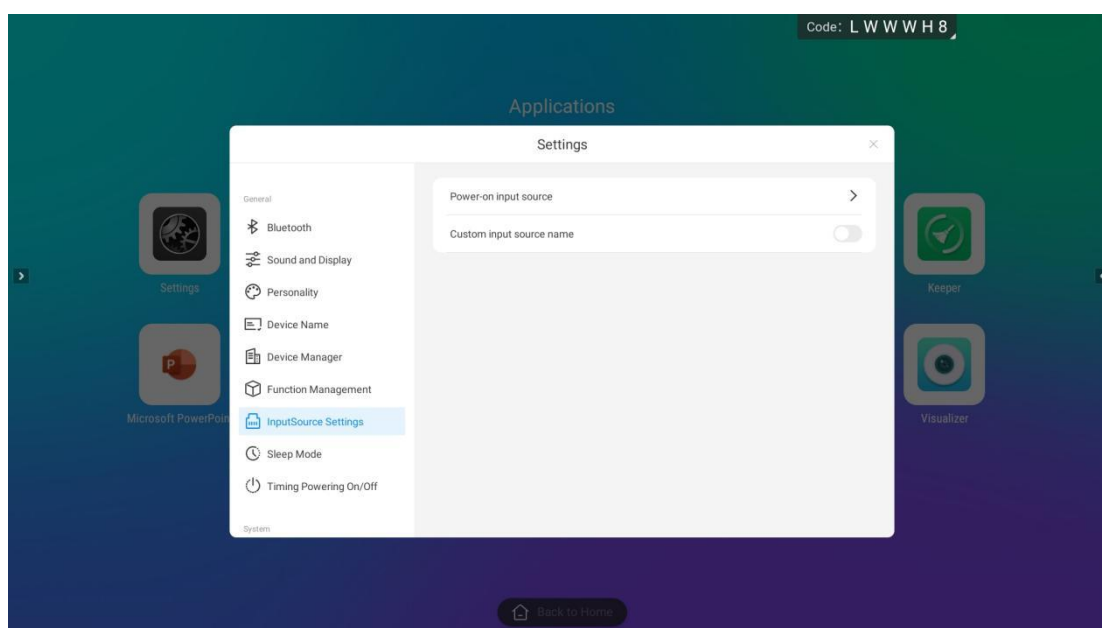 Code: LWWWH8
Applications
Settings
General
Bluetooth
Sound and Display
Personality
Device Name
Device Manager
Function Management
InputSource Settings
Sleep Mode
Timing Powering On/Off
System
Power-on input source
Custom input source name
Settings
Keeper
P
Microsoft PowerPoin
Visualizer
Back to Home